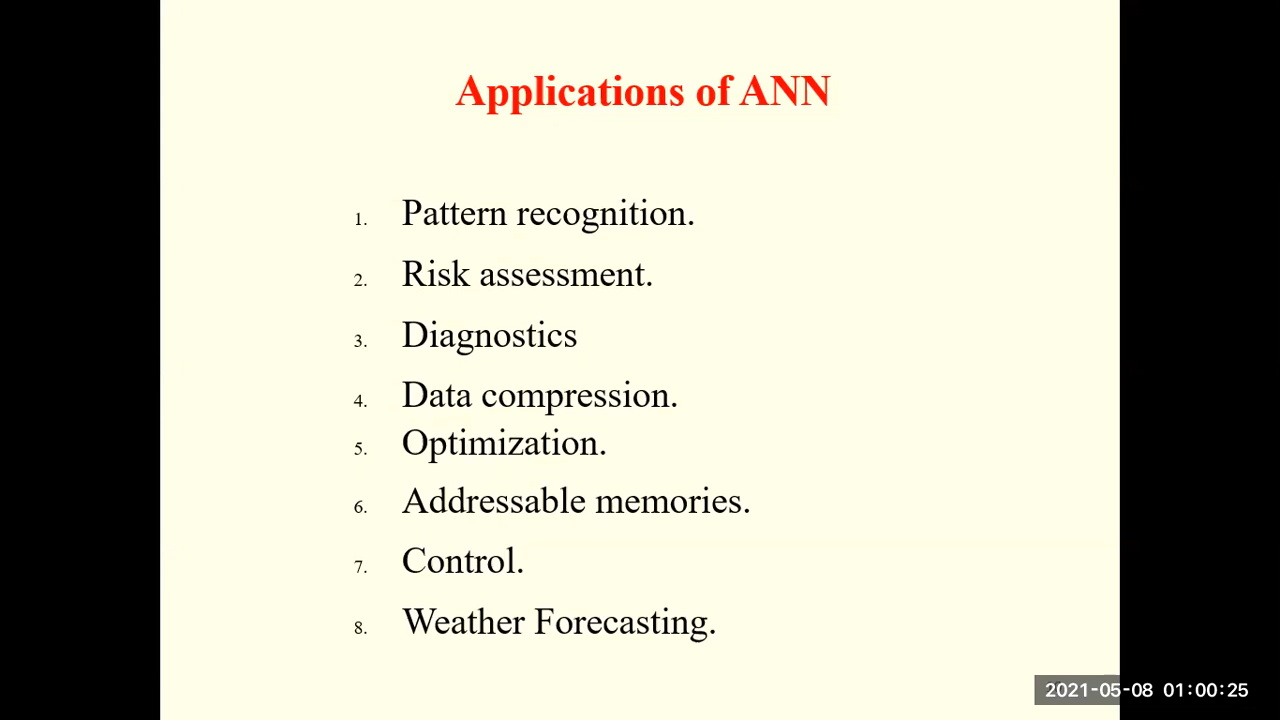 Applications of ANN
1. Pattern recognition.
2. Risk assessment.
3. Diagnostics
4. Data compression.
5. Optimization.
6. Addressable memories.
7. Control.
8. Weather Forecasting.
2021-05-08 01:00:25